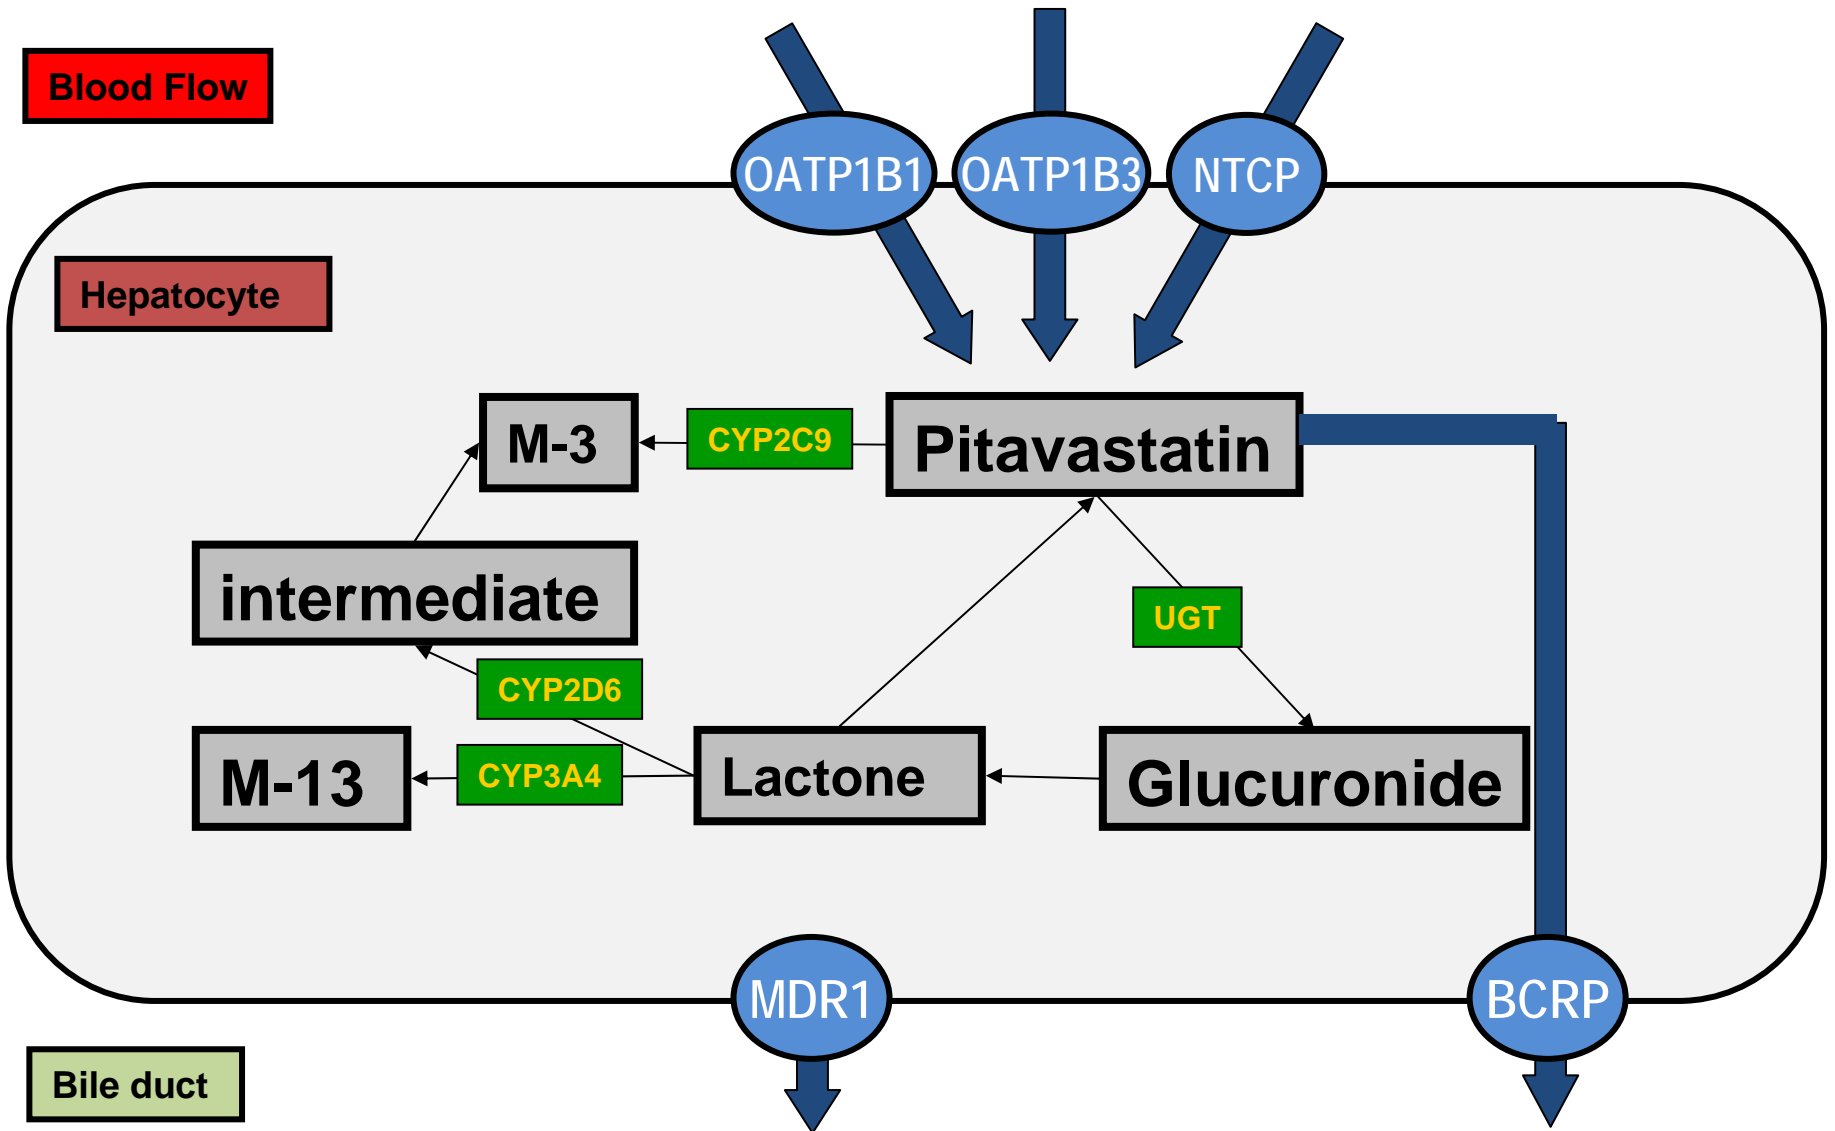 Blood Flow
OATP1B1
OATP1B3
NTCP
Hepatocyte
M-3
CYP2C9
Pitavastatin
intermediate
UGT
CYP2D6
M-13
CYP3A4
Lactone
Glucuronide
MDR1
BCRP
Bile duct